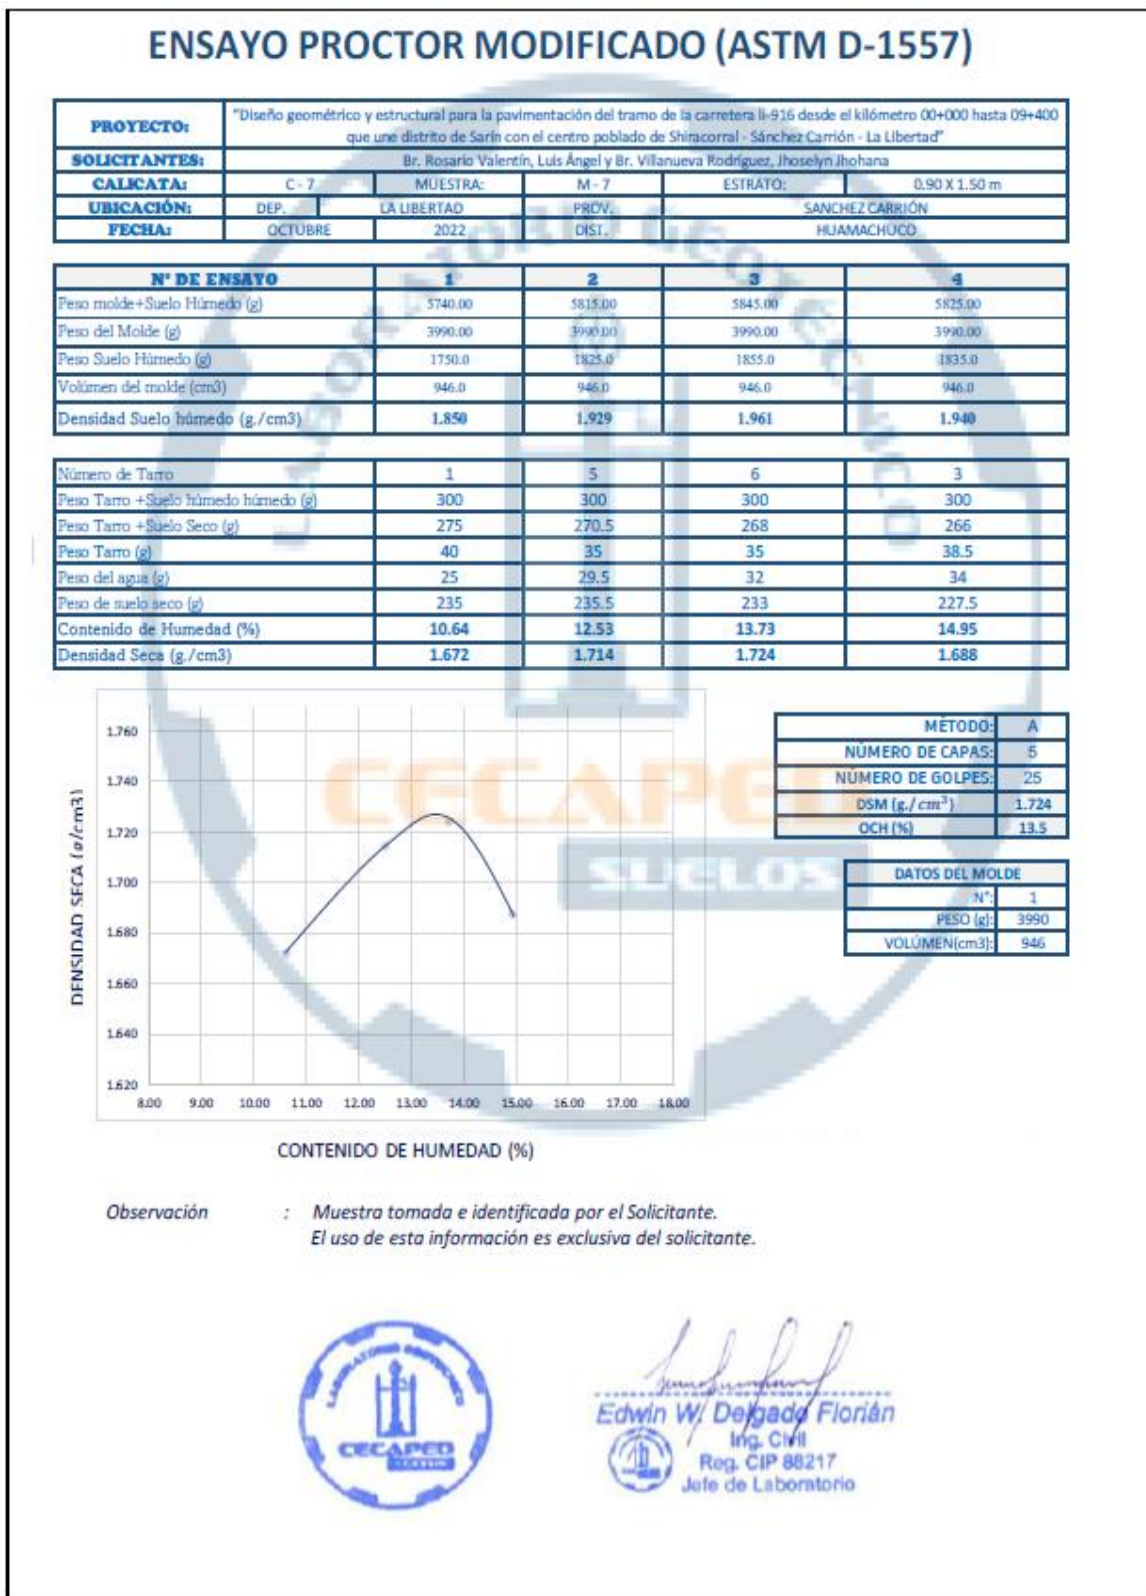 ENSAYO PROCTOR MODIFICADO (ASTM D-1557)
PROYECTO: "Diseño geométrico y estructural para la pavimentación del tramo de la carretera li-916 desde el kilómetro 00+000 hasta 09+400
que une distrito de Sarín con el centro poblado de Shiracorral - Sánchez Carrión - La Libertad"
SOLICITANTES: Br. Rosario Valentín, Luis Ángel y Br. Villanueva Rodríguez, Jhoselyn Jhohana
CALICATA: C - 7 MUESTRA: M - 7 ESTRATO: 0.90 X 1.50 m
UBICACIÓN: DEP. LA LIBERTAD PROV. SANCHEZ CARRIÓN
FECHA: OCTUBRE 2022 DIST. HUAMACHUCO
N° DE ENSAYO 1 2 3 4
Peso molde+Suelo Húmedo (g) 5740.00 5815.00 5845.00 5825.00
Peso del Molde (g) 3990.00 3990.00 3990.00 3990.00
Peso Suelo Húmedo (g) 1750.0 1825.0 1855.0 1835.0
Volúmen del molde (cm3) 946.0 946.0 946.0 946.0
Densidad Suelo húmedo (g./cm3) 1.850 1.929 1.961 1.940
Número de Tarro 1 5 6 3
Peso Tarro +Suelo húmedo húmedo (g) 300 300 300 300
Peso Tarro +Suelo Seco (g) 275 270.5 268 266
Peso Tarro (g) 40 35 35 38.5
Peso del agua (g) 25 29.5 32 34
Peso de suelo seco (g) 235 235.5 233 227.5
Contenido de Humedad (%) 10.64 12.53 13.73 14.95
Densidad Seca (g./cm3) 1.672 1.714 1.724 1.688
LABORATORIO GEOTECNICO
CECAPED
SUELOS
DENSIDAD SECA (g/cm3)
1.760
1.740
1.720
1.700
1.680
1.660
1.640
1.620
8.00 9.00 10.00 11.00 12.00 13.00 14.00 15.00 16.00 17.00 18.00
CONTENIDO DE HUMEDAD (%)
MÉTODO: A
NÚMERO DE CAPAS: 5
NÚMERO DE GOLPES: 25
DSM (g./cm³) 1.724
OCH (%) 13.5
DATOS DEL MOLDE
N°: 1
PESO (g): 3990
VOLÚMEN(cm3): 946
Observación : Muestra tomada e identificada por el Solicitante.
El uso de esta información es exclusiva del solicitante.
LABORATORIO GEOTECNICO
CECAPED
SUELOS
Edwin W. Delgado Florián
Ing. Civil
Reg. CIP 88217
Jefe de Laboratorio